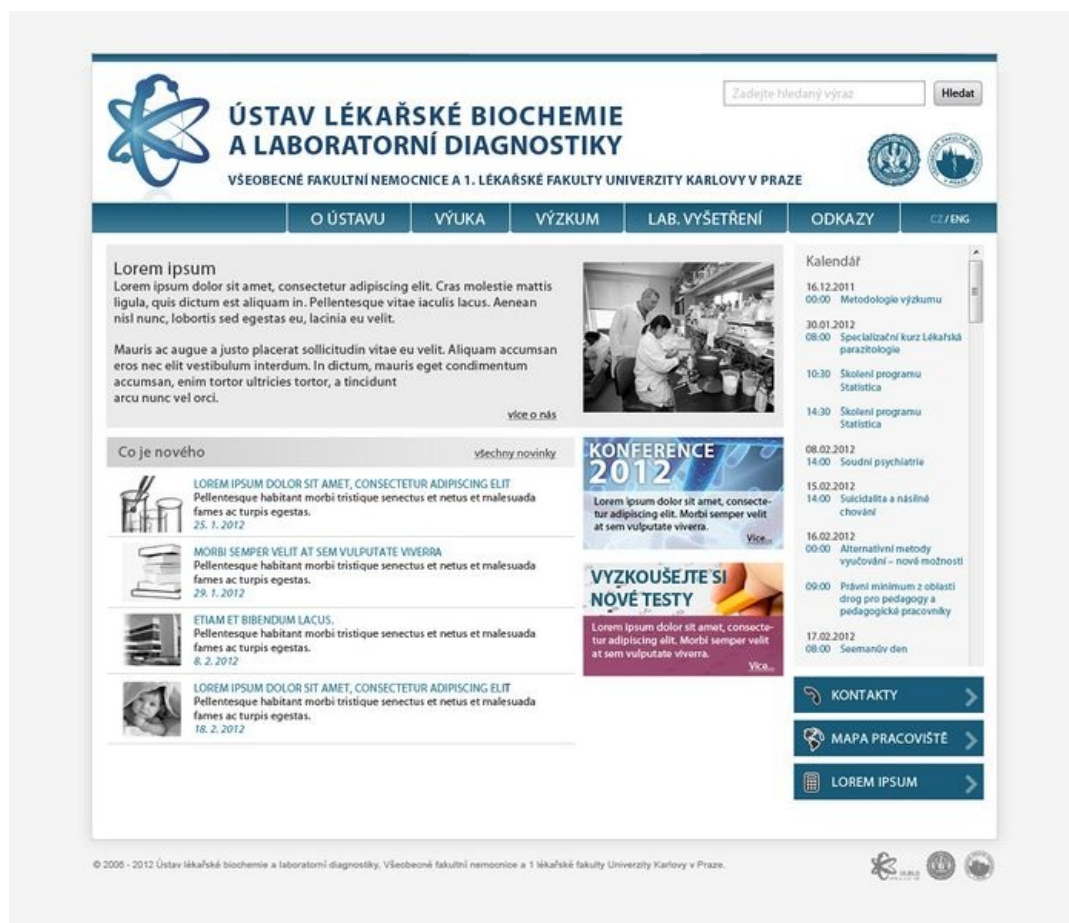 Zadejte hledaný výraz
Hledat
ÚSTAV LÉKAŘSKÉ BIOCHEMIE
A LABORATORNÍ DIAGNOSTIKY
VŠEOBECNÉ FAKULTNÍ NEMOCNICE A 1. LÉKAŘSKÉ FAKULTY UNIVERZITY KARLOVY V PRAZE
O ÚSTAVU
VÝUKA
VÝZKUM
LAB. VYŠETŘENÍ
ODKAZY
CZ / ENG
Lorem ipsum
Lorem ipsum dolor sit amet, consectetur adipiscing elit. Cras molestie mattis
ligula, quis dictum est aliquam in. Pellentesque vitae iaculis lacus. Aenean
nisl nunc, lobortis sed egestas eu, lacinia eu velit.
Mauris ac augue a justo placerat sollicitudin vitae eu velit. Aliquam accumsan
eros nec elit vestibulum interdum. In dictum, mauris eget condimentum
accumsan, enim tortor ultricies tortor, a tincidunt
arcu nunc vel orci.
více o nás
Co je nového
všechny novinky
LOREM IPSUM DOLOR SIT AMET, CONSECTETUR ADIPISCING ELIT
Pellentesque habitant morbi tristique senectus et netus et malesuada
fames ac turpis egestas.
25. 1. 2012
MORBI SEMPER VELIT AT SEM VULPUTATE VIVERRA
Pellentesque habitant morbi tristique senectus et netus et malesuada
fames ac turpis egestas.
29. 1. 2012
ETIAM ET BIBENDUM LACUS.
Pellentesque habitant morbi tristique senectus et netus et malesuada
fames ac turpis egestas.
8. 2. 2012
LOREM IPSUM DOLOR SIT AMET, CONSECTETUR ADIPISCING ELIT
Pellentesque habitant morbi tristique senectus et netus et malesuada
fames ac turpis egestas.
18. 2. 2012
KONFERENCE
2012
Lorem ipsum dolor sit amet, consecte-
tur adipiscing elit. Morbi semper velit
at sem vulputate viverra.
Více...
VYZKOUŠEJTE SI
NOVÉ TESTY
Lorem ipsum dolor sit amet, consecte-
tur adipiscing elit. Morbi semper velit
at sem vulputate viverra.
Více...
Kalendář
16.12.2011
00:00 Metodologie výzkumu
30.01.2012
08:00 Specializační kurz Lékařská
parazitologie
10:30 Školení programu
Statistica
14:30 Školení programu
Statistica
08.02.2012
14:00 Soudní psychiatrie
15.02.2012
14:00 Suicidalita a násilné
chování
16.02.2012
00:00 Alternativní metody
vyučování – nové možnosti
09:00 Právní minimum z oblasti
drog pro pedagogy a
pedagogické pracovníky
17.02.2012
08:00 Seemanův den
KONTAKTY
MAPA PRACOVIŠTĚ
LOREM IPSUM
© 2006 - 2012 Ústav lékařské biochemie a laboratorní diagnostiky, Všeobecné fakultní nemocnice a 1 lékařské fakulty Univerzity Karlovy v Praze.